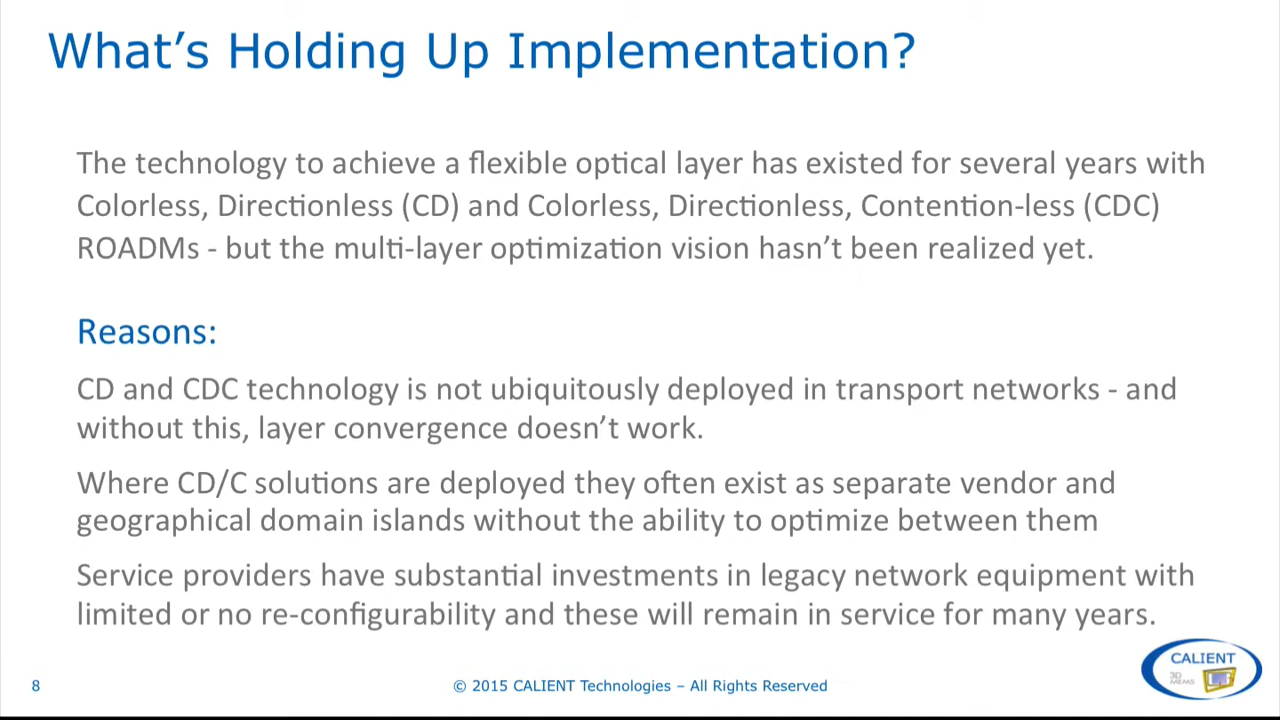 What’s Holding Up Implementation?
The technology to achieve a flexible optical layer has existed for several years with
Colorless, Directionless (CD) and Colorless, Directionless, Contention-less (CDC)
ROADMs - but the multi-layer optimization vision hasn’t been realized yet.
Reasons:
CD and CDC technology is not ubiquitously deployed in transport networks - and
without this, layer convergence doesn’t work.
Where CD/C solutions are deployed they often exist as separate vendor and
geographical domain islands without the ability to optimize between them
Service providers have substantial investments in legacy network equipment with
limited or no re-configurability and these will remain in service for many years.
CALIENT
3D
MEMS
8
© 2015 CALIENT Technologies – All Rights Reserved